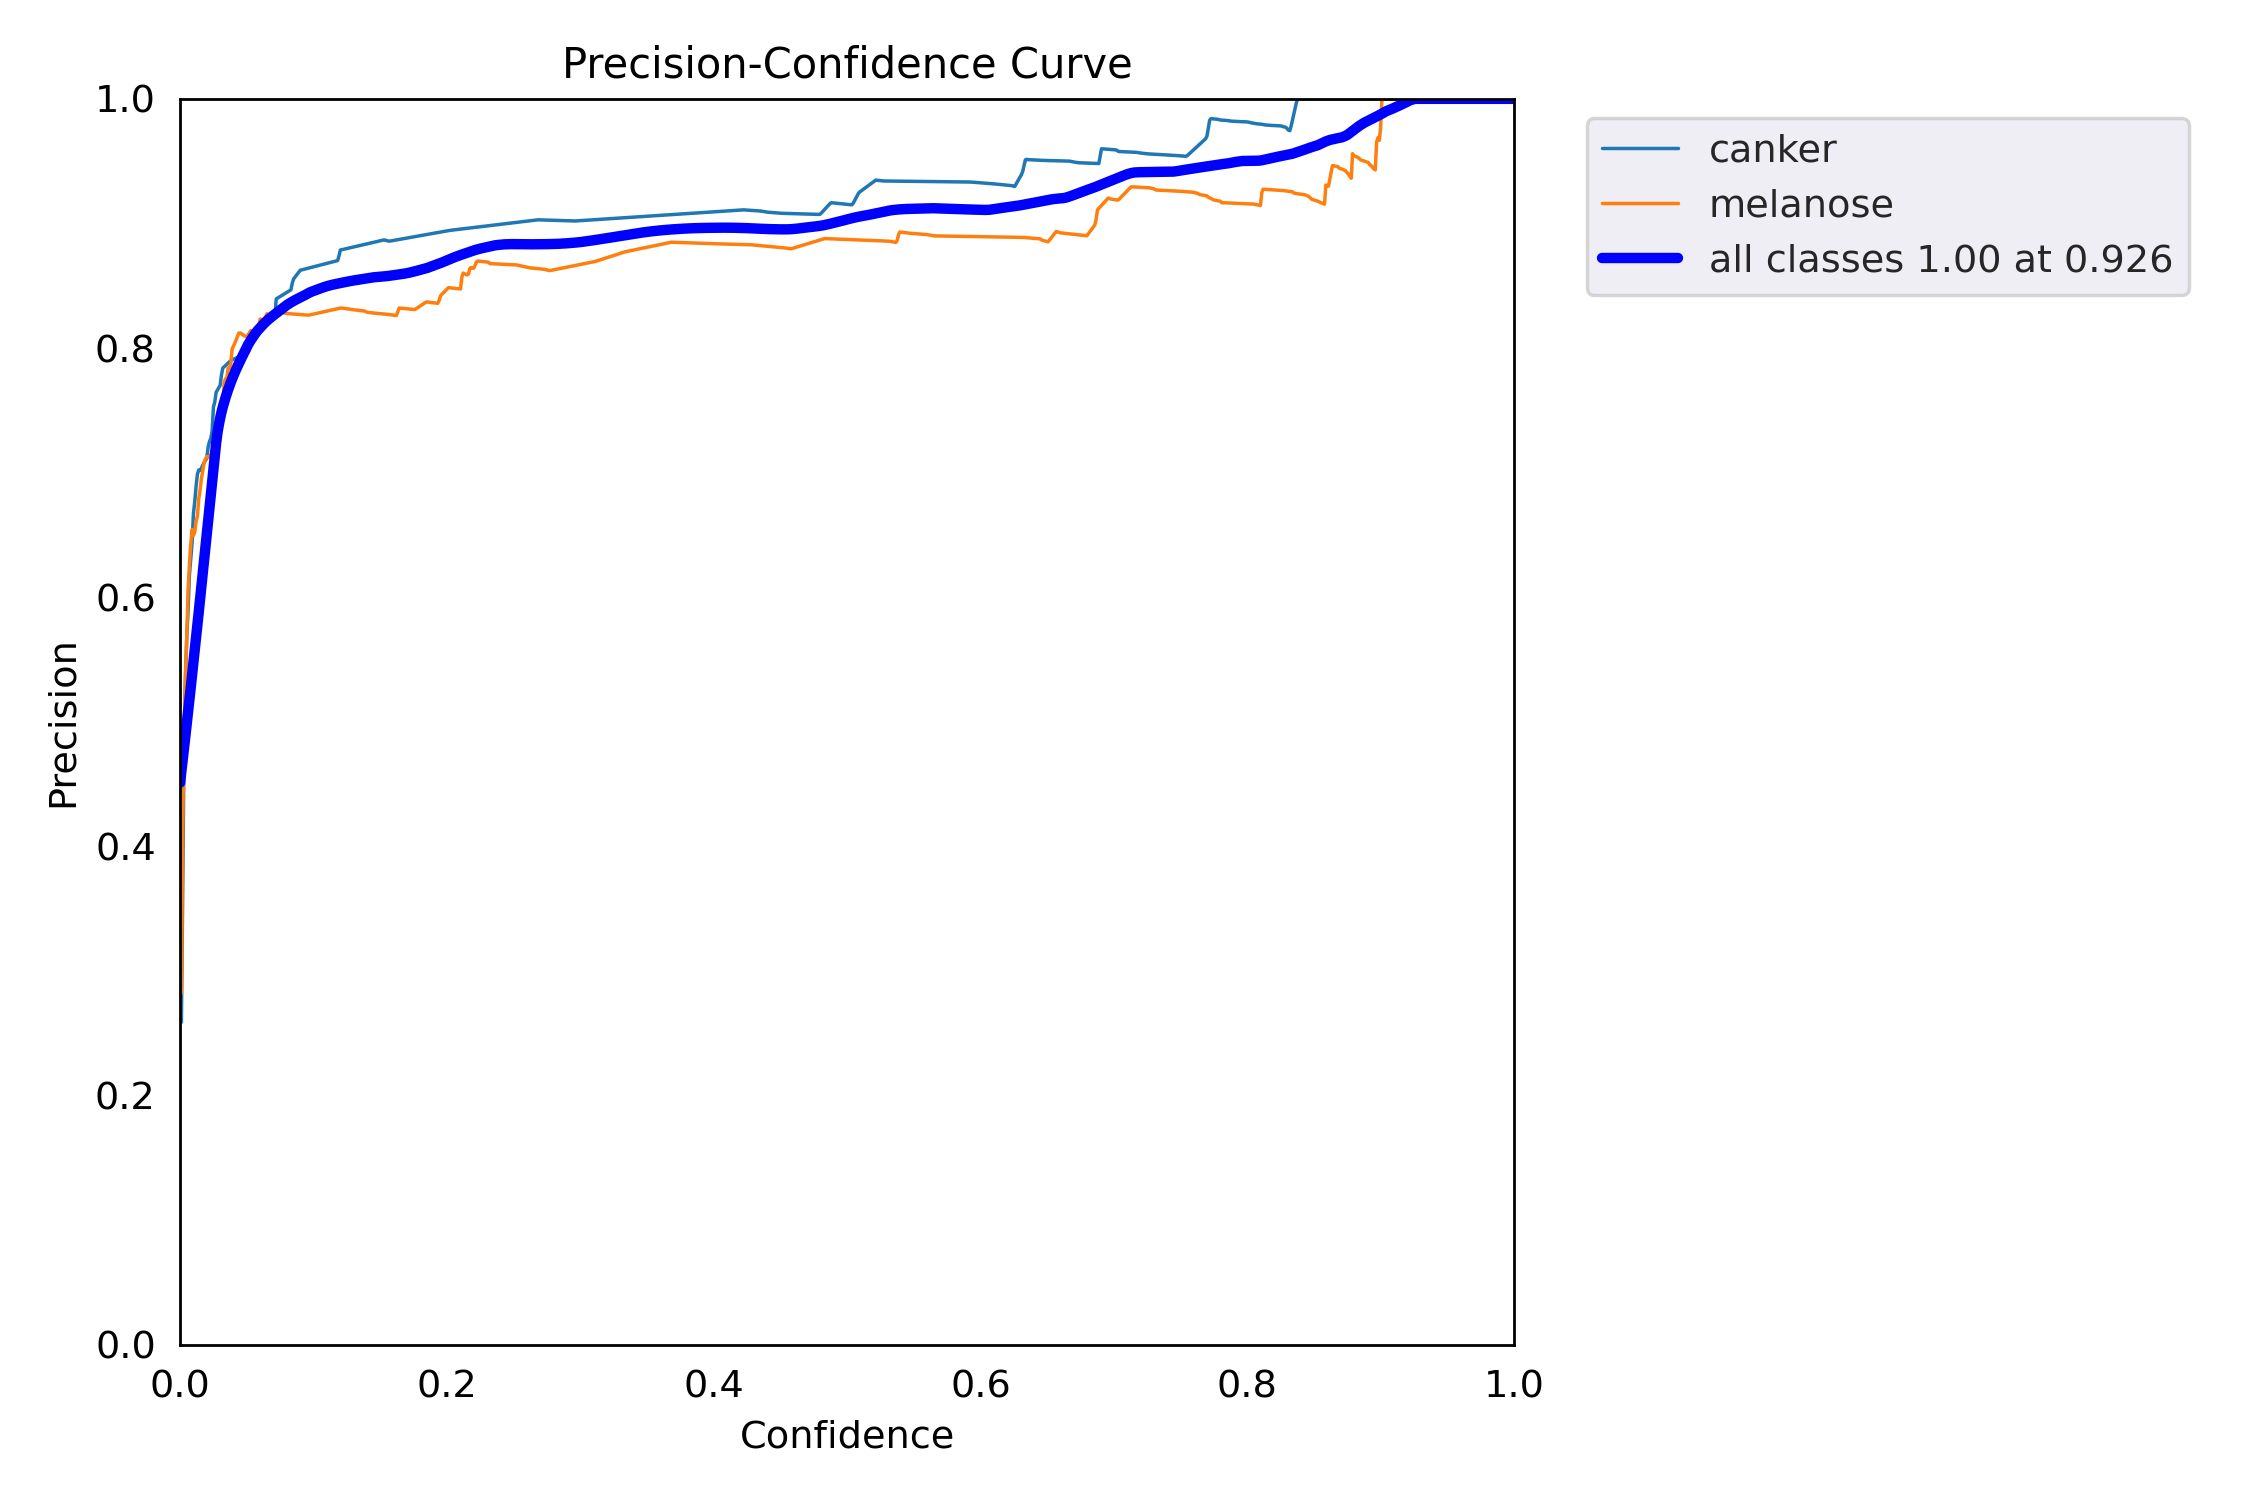 Precision-Confidence Curve
1.0
0.8
0.6
0.4
0.2
0.0
Precision
0.0 0.2 0.4 0.6 0.8 1.0
Confidence
canker
melanose
all classes 1.00 at 0.926